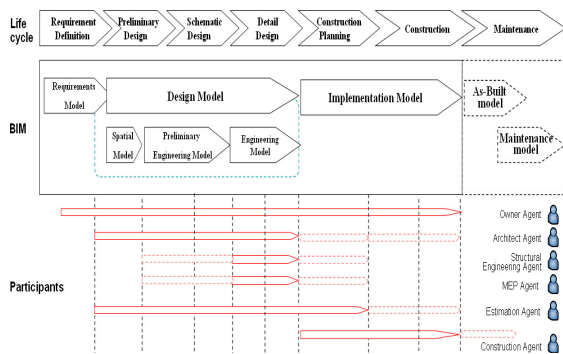 Life
cycle
Requirement
Definition
Preliminary
Design
Schematic
Design
Detail
Design
Construction
Planning
Construction
Maintenance
BIM
Requirements
Model
Design Model
Implementation Model
As-Built
model
Spatial
Model
Preliminary
Engineering Model
Engineering
Model
Maintenance
model
Participants
Owner Agent
Architect Agent
Structural
Engineering Agent
MEP Agent
Estimation Agent
Construction Agent